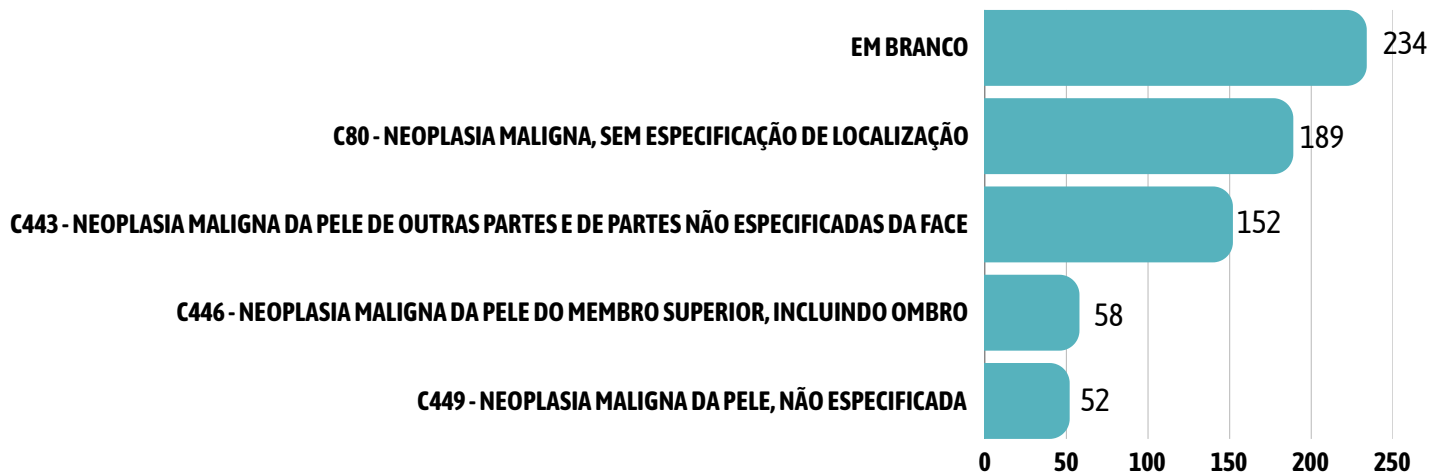 EM BRANCO 234
C80 - NEOPLASIA MALIGNA, SEM ESPECIFICAÇÃO DE LOCALIZAÇÃO 189
C443 - NEOPLASIA MALIGNA DA PELE DE OUTRAS PARTES E DE PARTES NÃO ESPECIFICADAS DA FACE 152
C446 - NEOPLASIA MALIGNA DA PELE DO MEMBRO SUPERIOR, INCLUINDO OMBRO 58
C449 - NEOPLASIA MALIGNA DA PELE, NÃO ESPECIFICADA 52
0 50 100 150 200 250